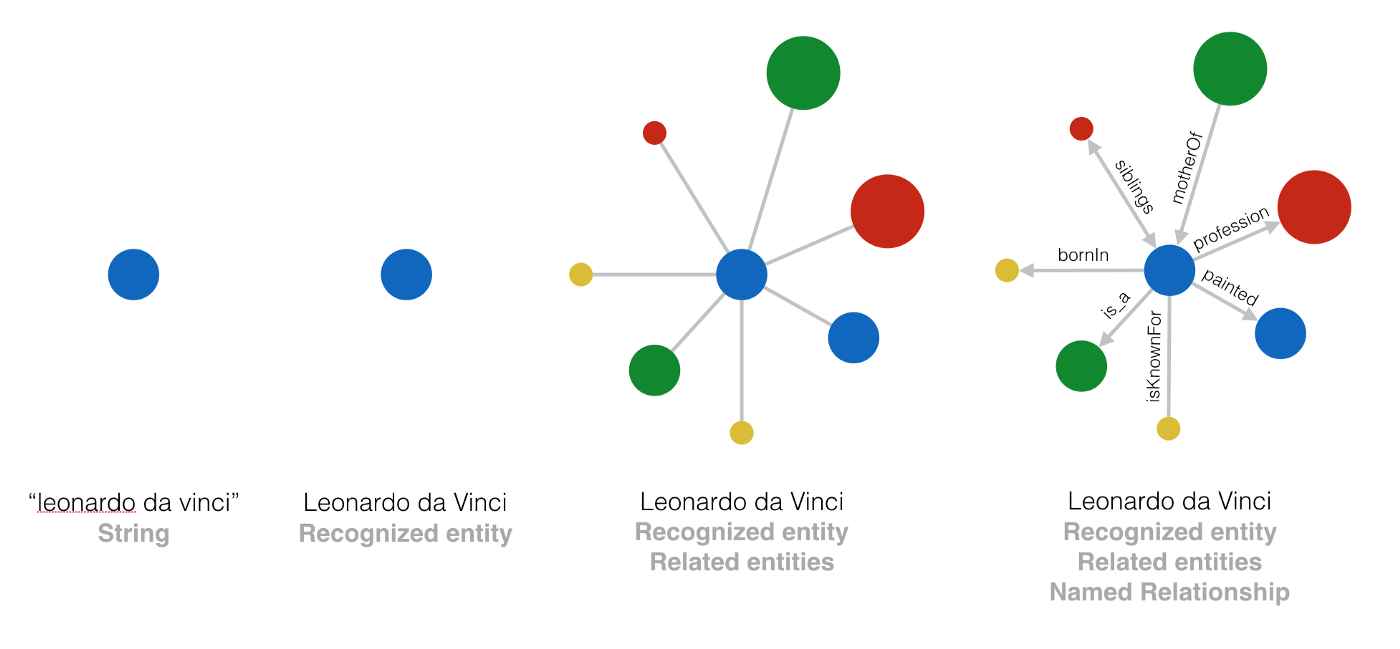 siblings
motherOf
profession
bornIn
painted
is_a
isKnownFor
“leonardo da vinci”
String
Leonardo da Vinci
Recognized entity
Leonardo da Vinci
Recognized entity
Related entities
Leonardo da Vinci
Recognized entity
Related entities
Named Relationship